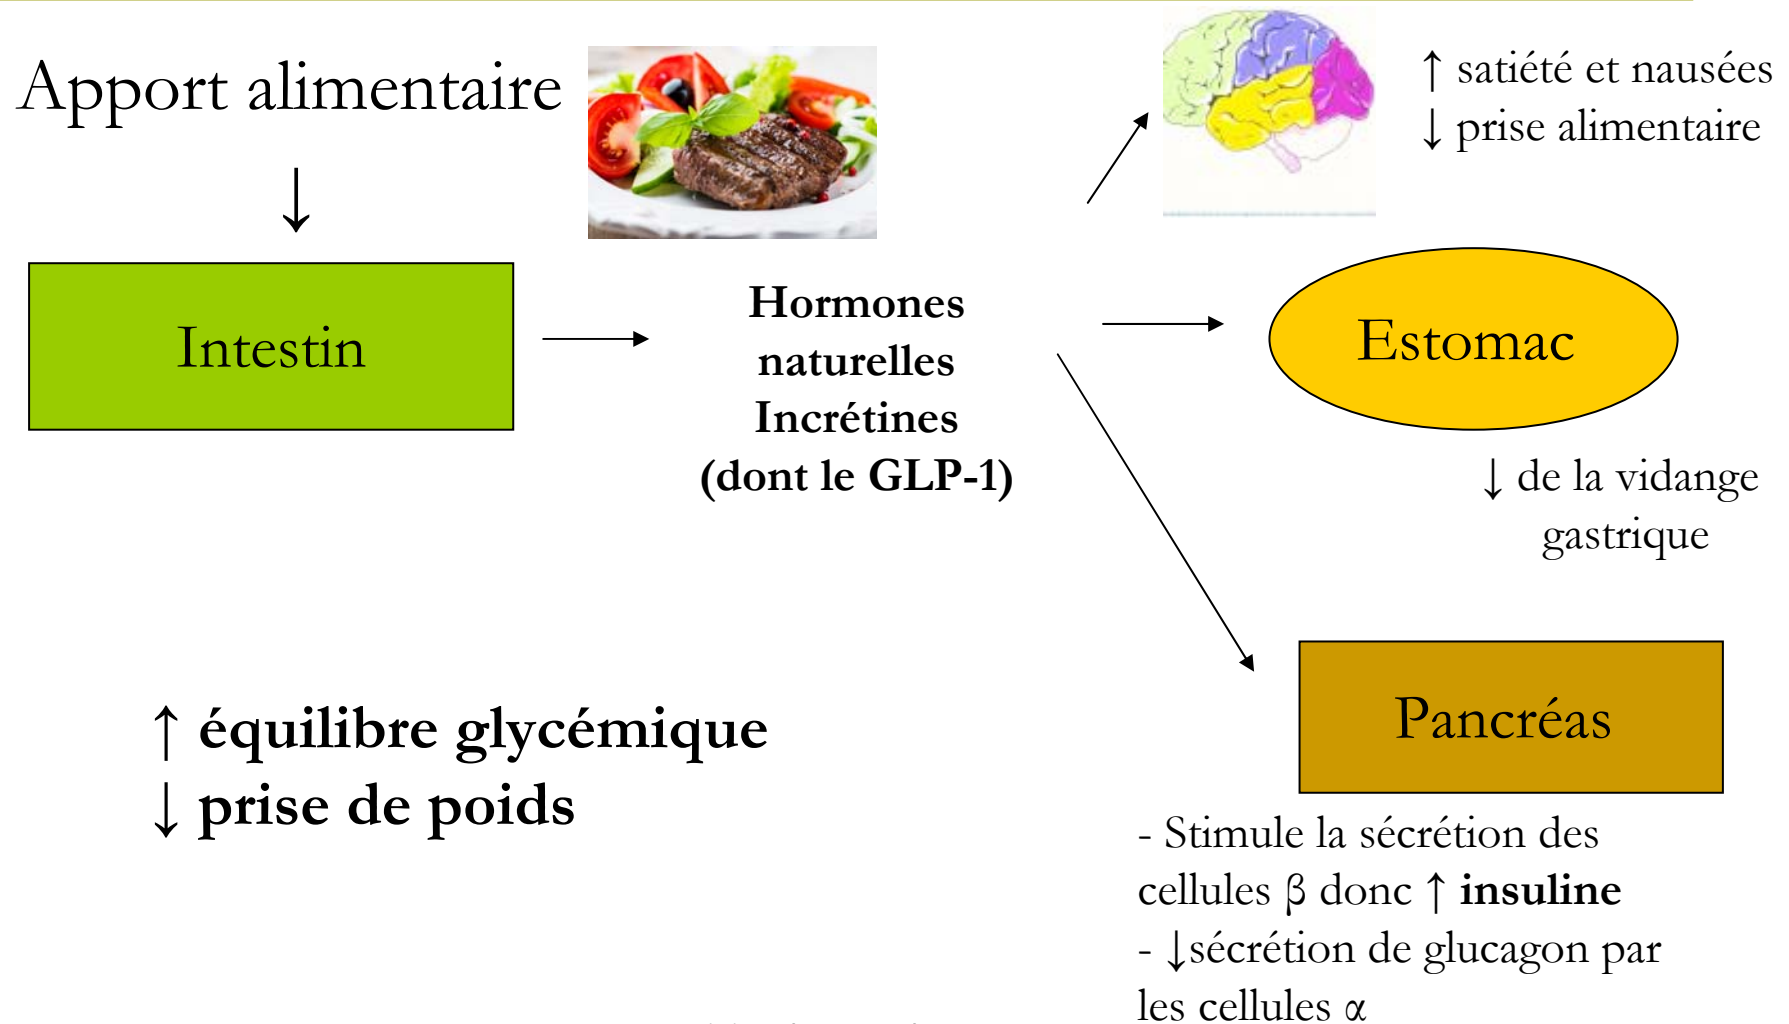 Apport alimentaire
↓
Intestin
Hormones
naturelles
Incrétines
(dont le GLP-1)
↑ satiété et nausées
↓ prise alimentaire
Estomac
↓ de la vidange
gastrique
Pancréas
- Stimule la sécrétion des
cellules β donc ↑ insuline
- ↓sécrétion de glucagon par
les cellules α
↑ équilibre glycémique
↓ prise de poids